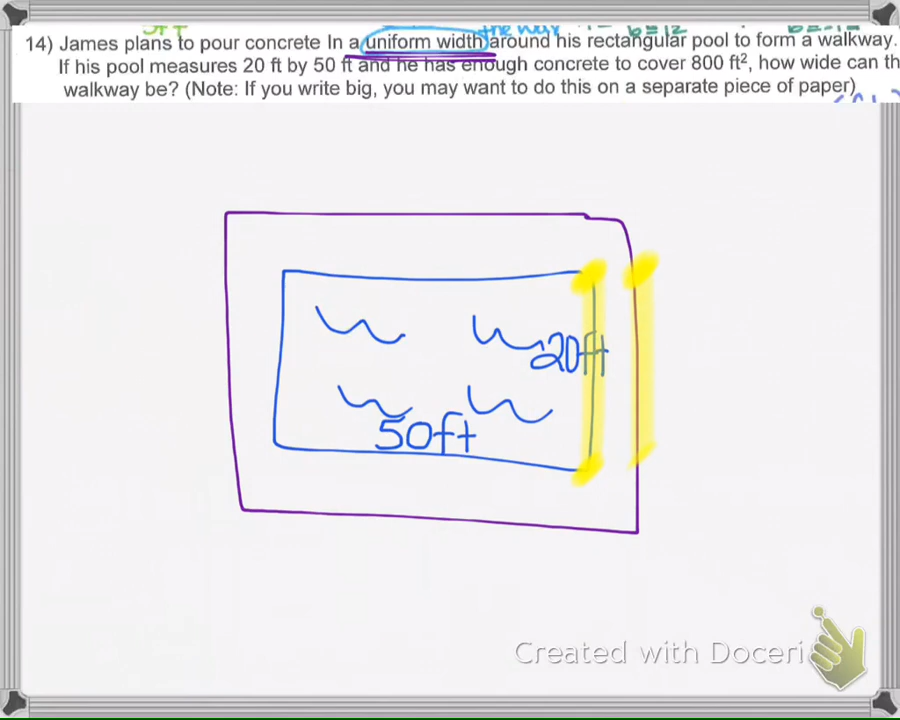 the way
14) James plans to pour concrete In a uniform width around his rectangular pool to form a walkway.
If his pool measures 20 ft by 50 ft and he has enough concrete to cover 800 ft², how wide can th
walkway be? (Note: If you write big, you may want to do this on a separate piece of paper)
20ft
50ft
Created with Doceri